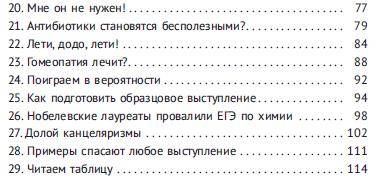 20. Мне он не нужен! . . . . . . . . . . . . . . . . . . . . . . . . . . . . 77
21. Антибиотики становятся бесполезными?. . . . . . . . . . 79
22. Лети, додо, лети! . . . . . . . . . . . . . . . . . . . . . . . . . . . . 84
23. Гомеопатия лечит?. . . . . . . . . . . . . . . . . . . . . . . . . . . 88
24. Поиграем в вероятности . . . . . . . . . . . . . . . . . . . . . . 92
25. Как подготовить образцовое выступление . . . . . . . . . 94
26. Нобелевские лауреаты провалили ЕГЭ по химии . . . 98
27. Долой канцеляризмы . . . . . . . . . . . . . . . . . . . . . . . . 102
28. Примеры спасают любое выступление . . . . . . . . . . . 111
29. Читаем таблицу . . . . . . . . . . . . . . . . . . . . . . . . . . . . 114